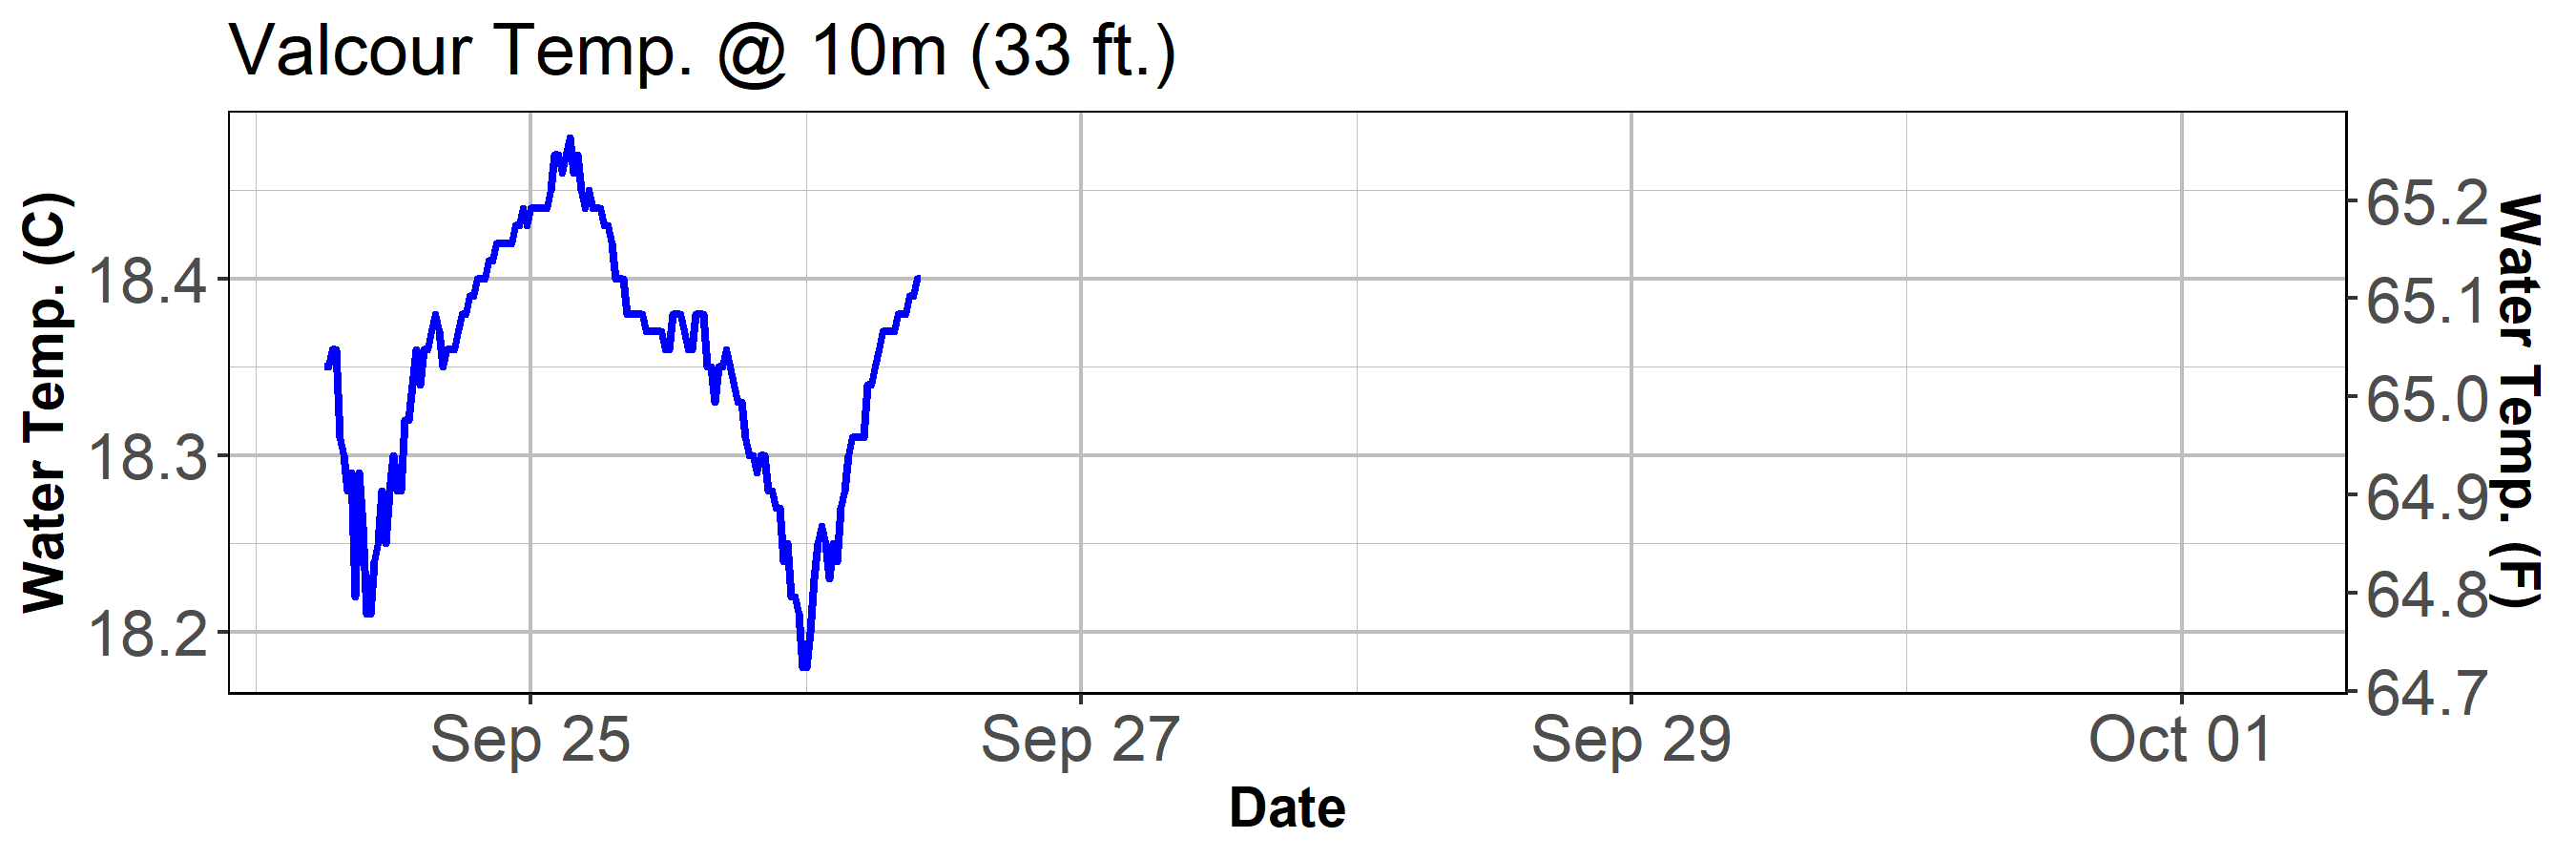 Valcour Temp. @ 10m (33 ft.)
Water Temp. (C)
18.4
18.3
18.2
65.2
65.1
65.0
64.9
64.8
64.7
Water Temp. (F)
Sep 25
Sep 27
Sep 29
Oct 01
Date